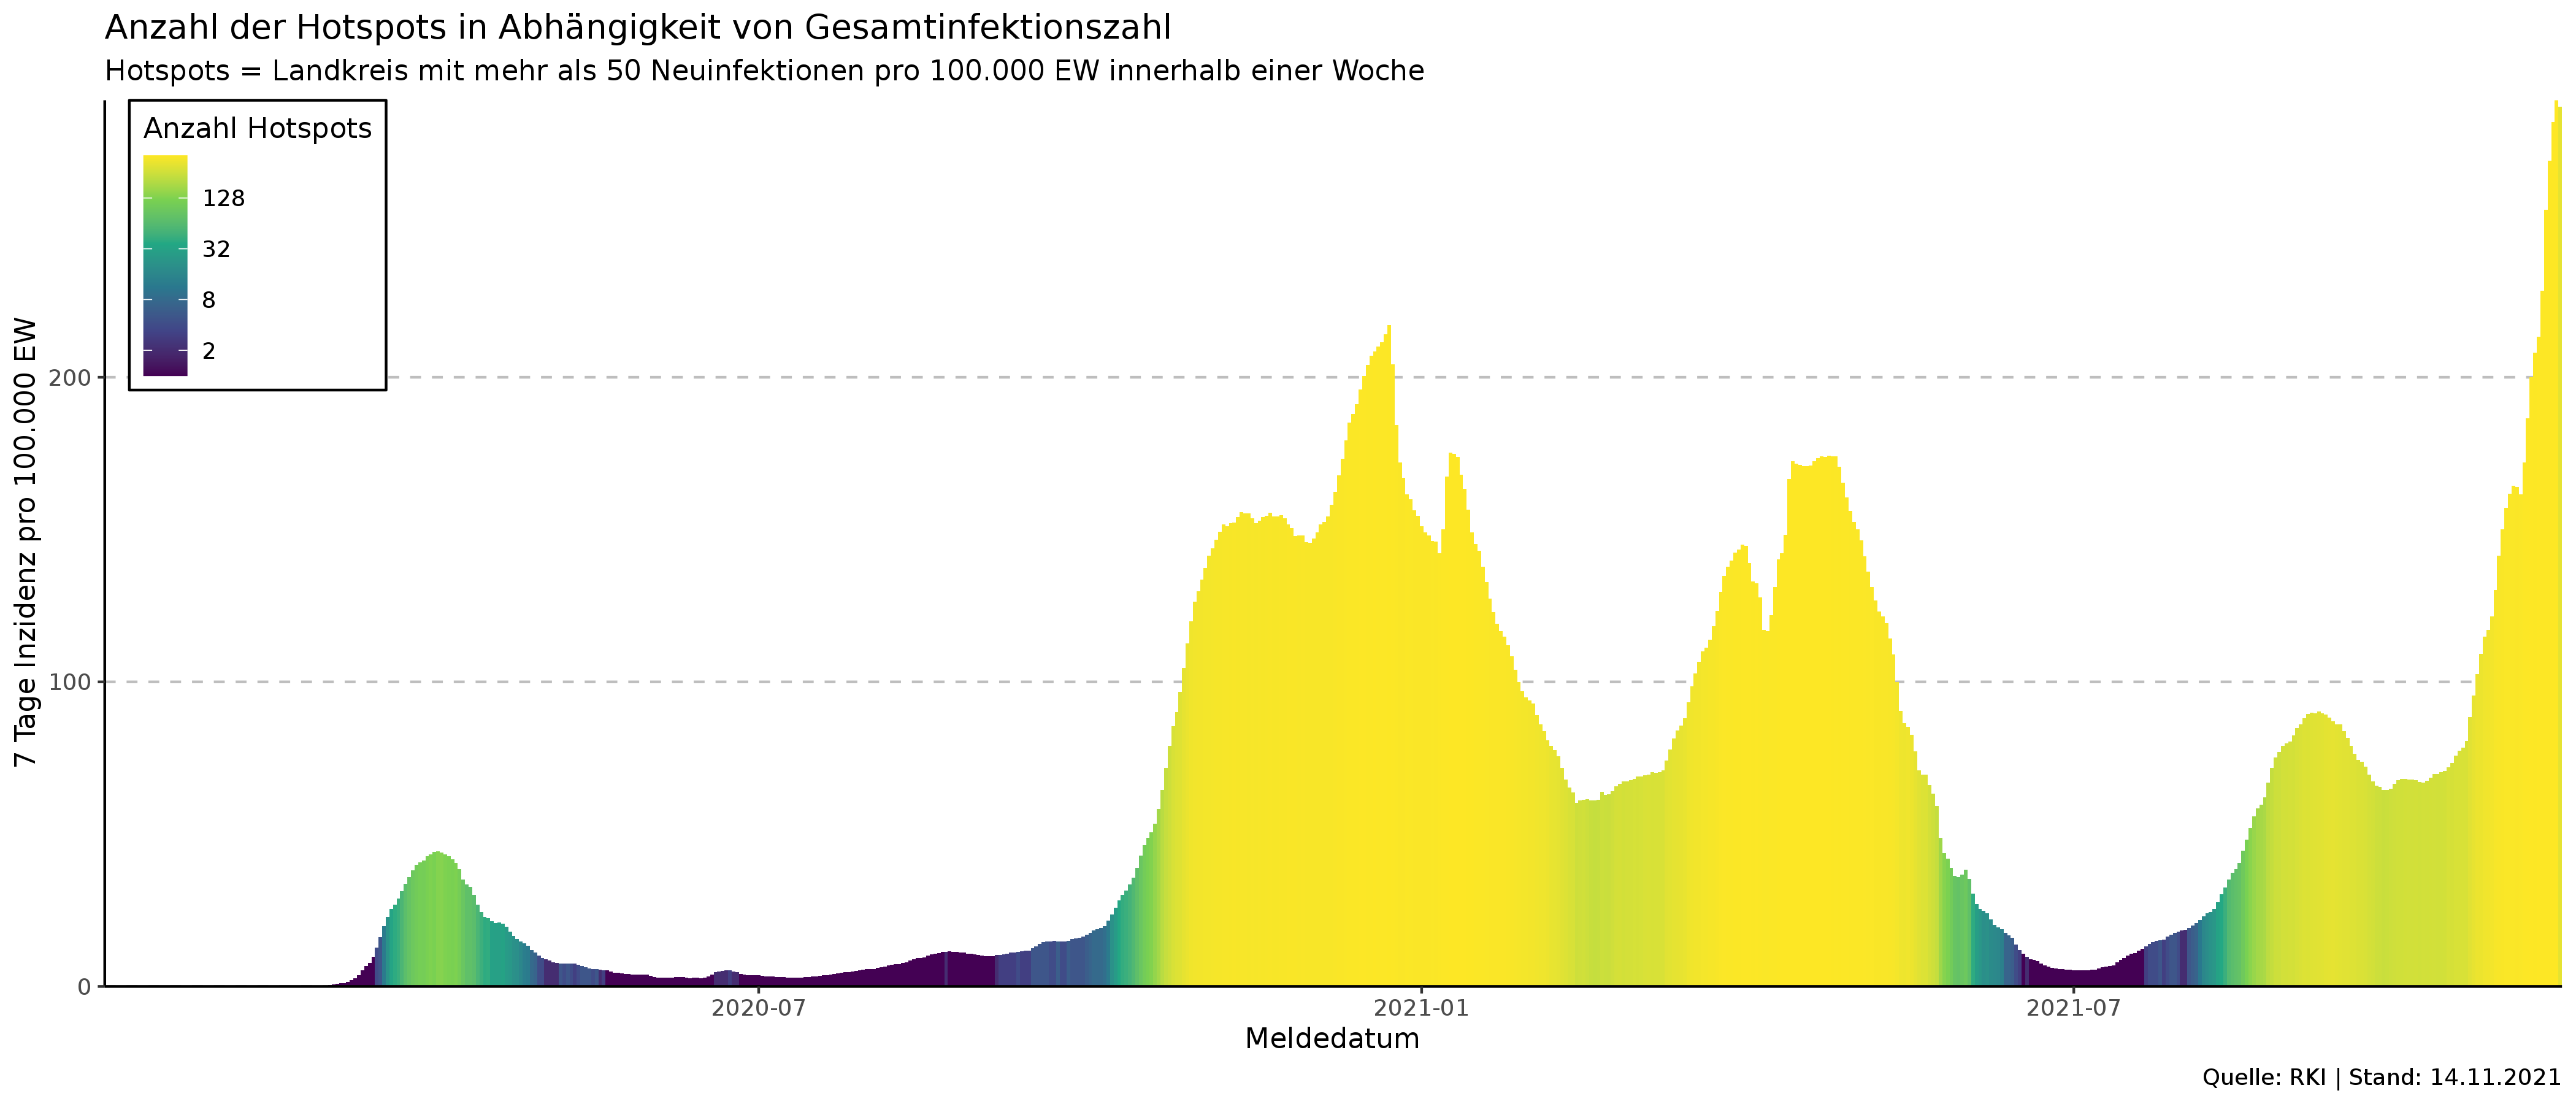 Anzahl der Hotspots in Abhängigkeit von Gesamtinfektionszahl
Hotspots = Landkreis mit mehr als 50 Neuinfektionen pro 100.000 EW innerhalb einer Woche
Anzahl Hotspots
128
32
8
2
7 Tage Inzidenz pro 100.000 EW
200
100
0
2020-07
2021-01
2021-07
Meldedatum
Quelle: RKI | Stand: 14.11.2021